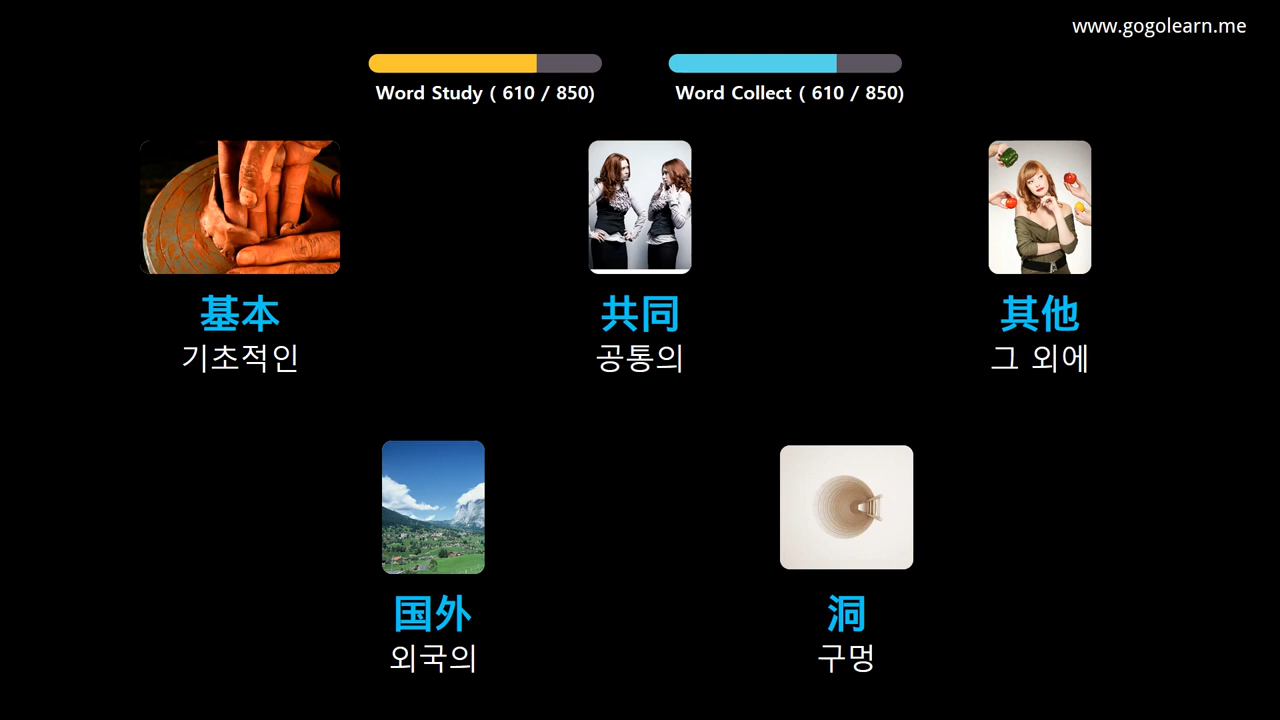 www.gogolearn.me
Word Study ( 610 / 850)
Word Collect ( 610 / 850)
基本
기초적인
共同
공통의
其他
그 외에
国外
외국의
洞
구멍